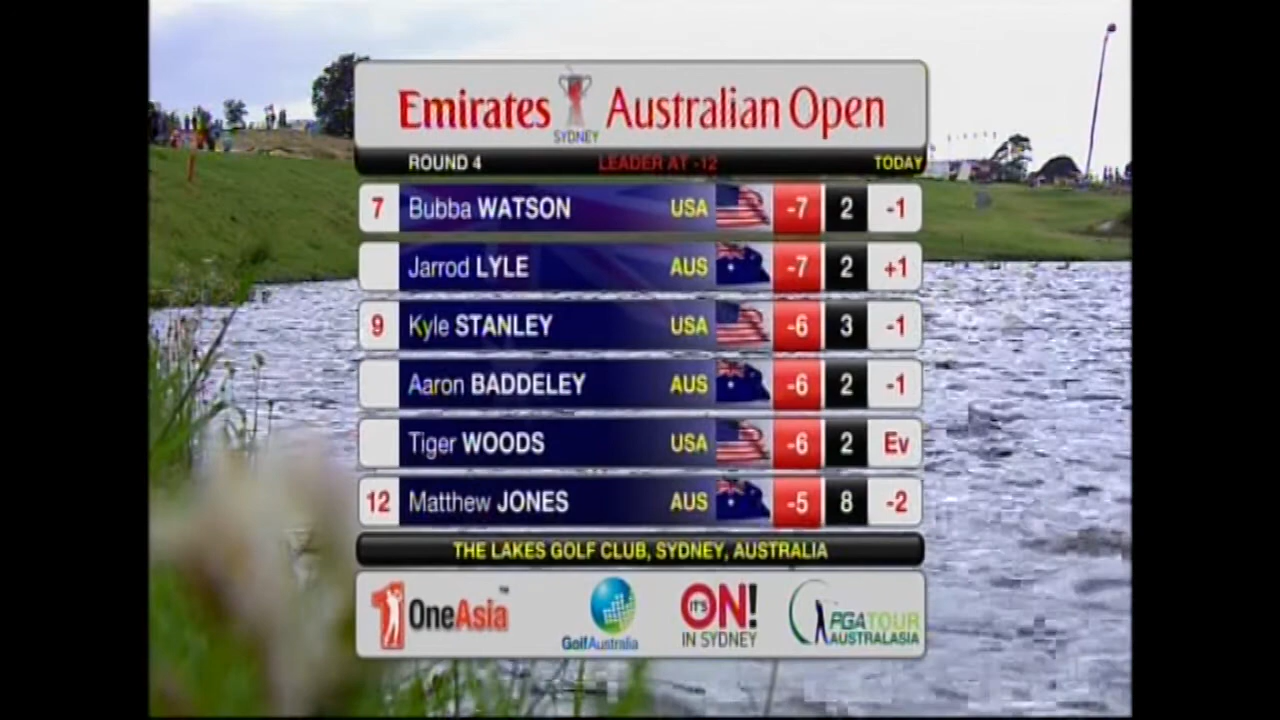 Emirates Australian Open
SYDNEY
ROUND 4 LEADER AT -12 TODAY
7 Bubba WATSON USA -7 2 -1
Jarrod LYLE AUS -7 2 +1
9 Kyle STANLEY USA -6 3 -1
Aaron BADDELEY AUS -6 2 -1
Tiger WOODS USA -6 2 Ev
12 Matthew JONES AUS -5 8 -2
THE LAKES GOLF CLUB, SYDNEY, AUSTRALIA
1 OneAsia™ GolfAustralia IT'S ON! IN SYDNEY PGA TOUR AUSTRALASIA